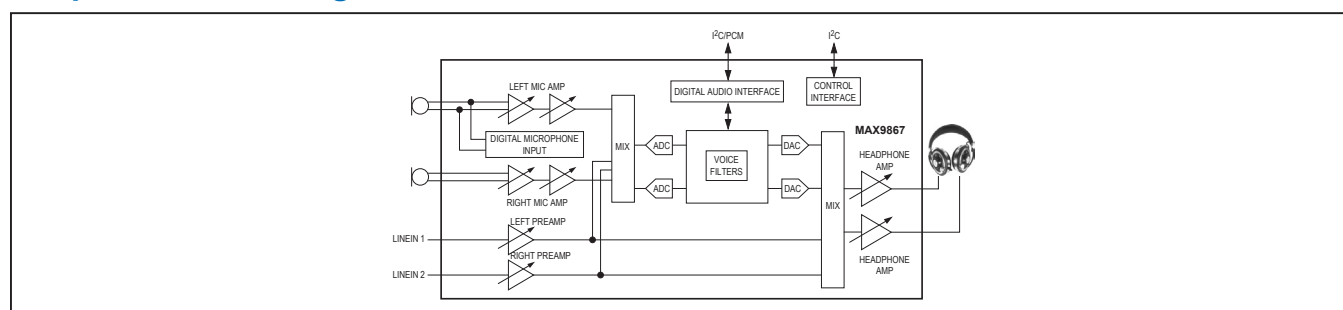 I²C/PCM
I²C
LEFT MIC AMP
DIGITAL AUDIO INTERFACE
CONTROL
INTERFACE
MAX9867
DIGITAL MICROPHONE
INPUT
MIX
ADC
DAC
VOICE
FILTERS
HEADPHONE
AMP
ADC
DAC
RIGHT MIC AMP
MIX
LEFT PREAMP
LINEIN 1
RIGHT PREAMP
HEADPHONE
AMP
LINEIN 2